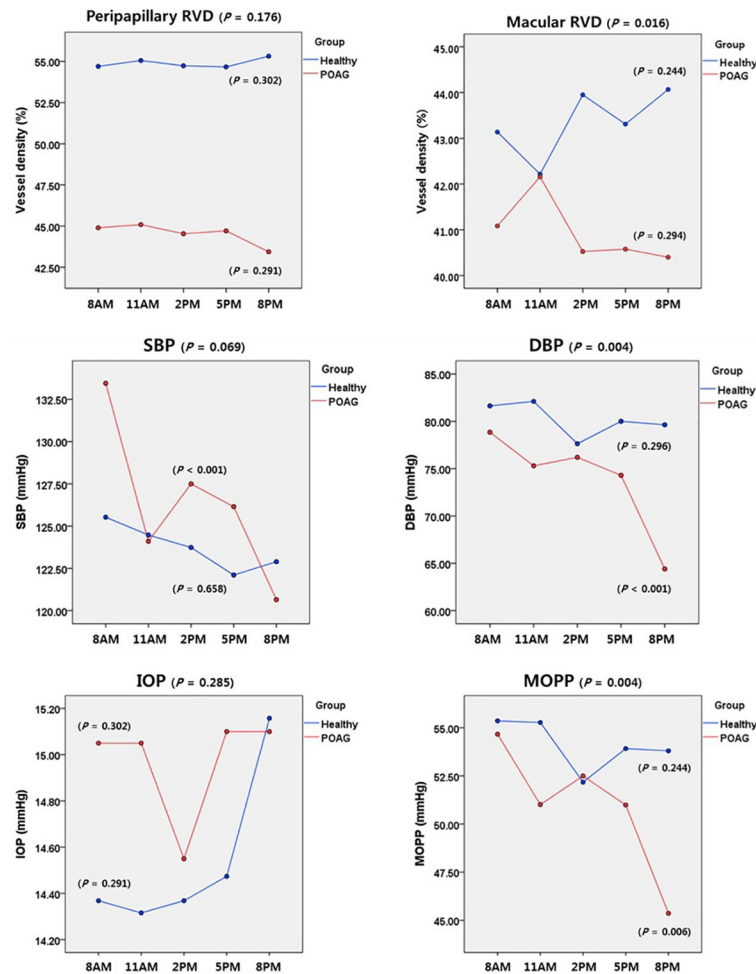 Peripapillary RVD (P = 0.176)
Group
Healthy
POAG
55.00
52.50
50.00
47.50
45.00
42.50
Vessel density (%)
(P = 0.302)
(P = 0.291)
8AM 11AM 2PM 5PM 8PM
Macular RVD (P = 0.016)
Group
Healthy
POAG
45.00
44.00
43.00
42.00
41.00
40.00
Vessel density (%)
(P = 0.244)
(P = 0.294)
8AM 11AM 2PM 5PM 8PM
SBP (P = 0.069)
Group
Healthy
POAG
132.50
130.00
127.50
125.00
122.50
120.00
SBP (mmHg)
(P < 0.001)
(P = 0.658)
8AM 11AM 2PM 5PM 8PM
DBP (P = 0.004)
Group
Healthy
POAG
85.00
80.00
75.00
70.00
65.00
60.00
DBP (mmHg)
(P = 0.296)
(P < 0.001)
8AM 11AM 2PM 5PM 8PM
IOP (P = 0.285)
Group
Healthy
POAG
15.20
15.00
14.80
14.60
14.40
14.20
IOP (mmHg)
(P = 0.302)
(P = 0.291)
8AM 11AM 2PM 5PM 8PM
MOPP (P = 0.004)
Group
Healthy
POAG
55.00
52.50
50.00
47.50
45.00
MOPP (mmHg)
(P = 0.244)
(P = 0.006)
8AM 11AM 2PM 5PM 8PM